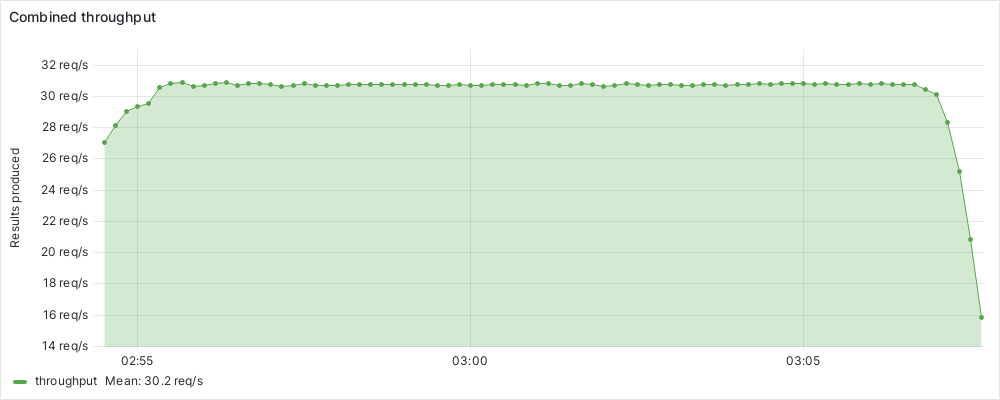 Combined throughput
Results produced
32 req/s
30 req/s
28 req/s
26 req/s
24 req/s
22 req/s
20 req/s
18 req/s
16 req/s
14 req/s
02:55
03:00
03:05
throughput Mean: 30.2 req/s